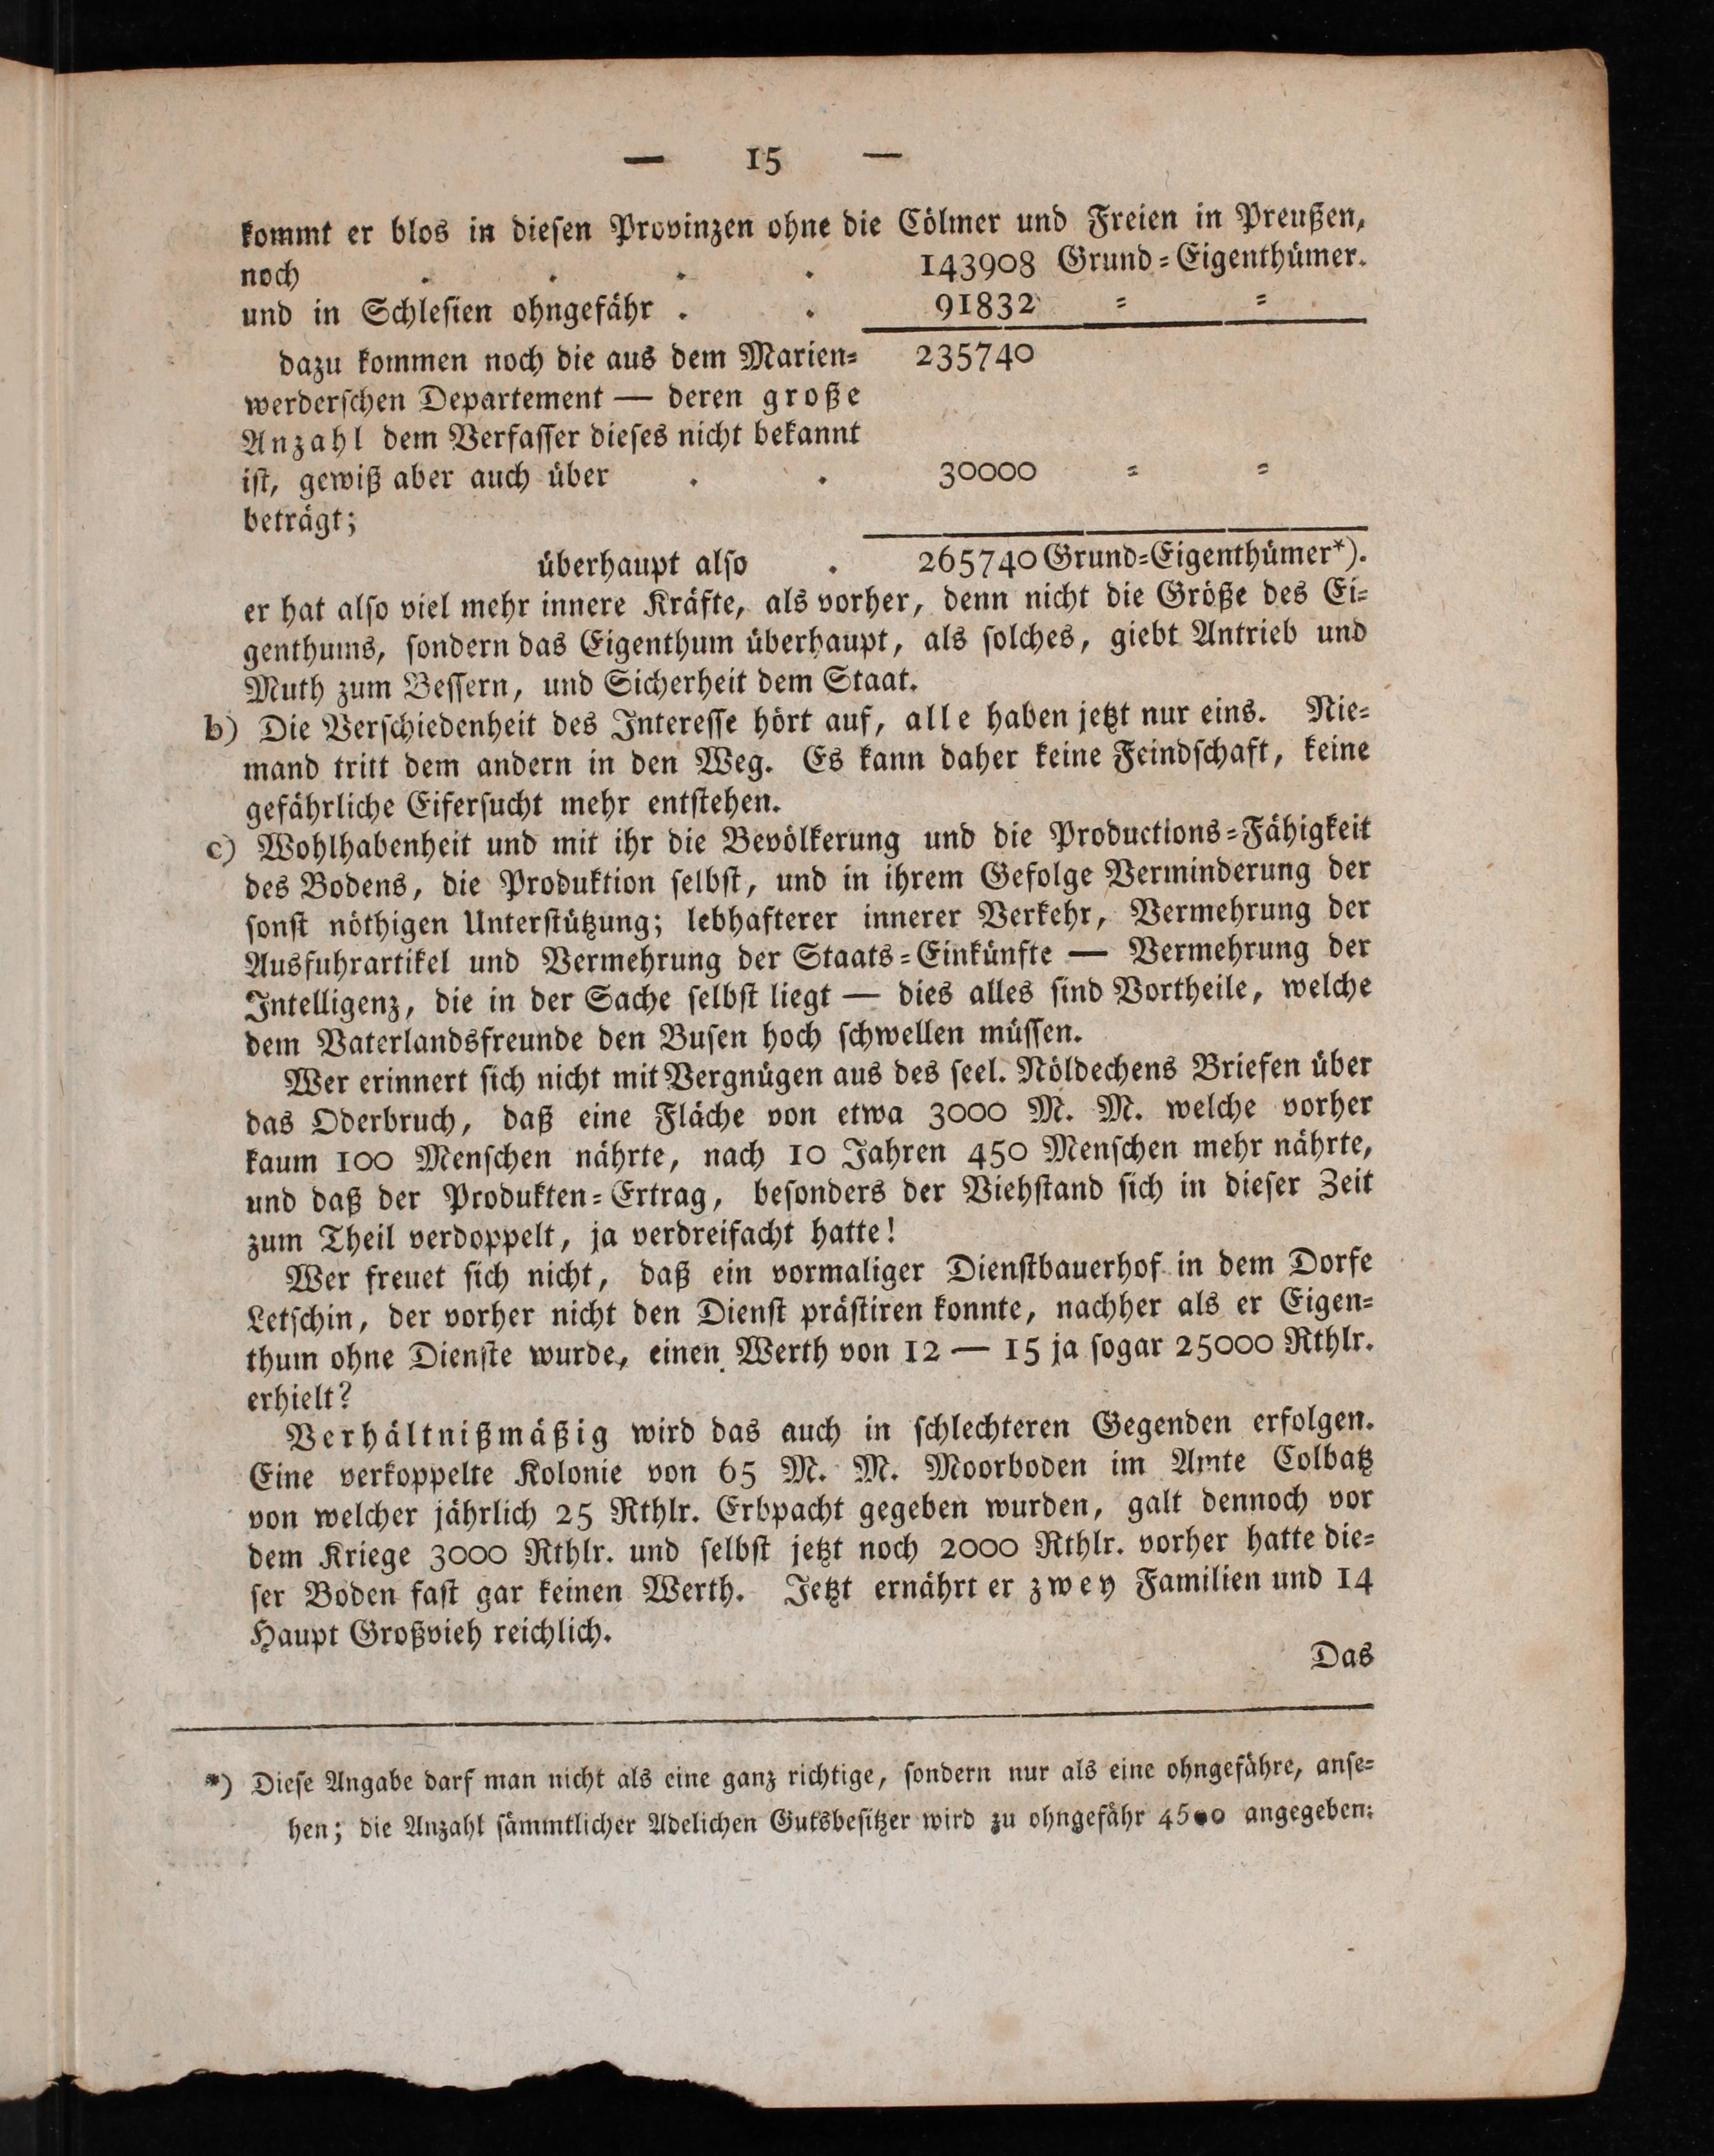 — 15 —
kommt er blos in diesen Provinzen ohne die Cölmer und Freien in Preußen,
noch . . . . 143908 Grund=Eigenthümer.
und in Schlesien ohngefähr . . 91832 = =
dazu kommen noch die aus dem Marien= 235740
werderschen Departement — deren große
Anzahl dem Verfasser dieses nicht bekannt
ist, gewiß aber auch über . . 30000 = =
beträgt;
überhaupt also . 265740 Grund=Eigenthümer*).
er hat also viel mehr innere Kräfte, als vorher, denn nicht die Größe des Ei=
genthums, sondern das Eigenthum überhaupt, als solches, giebt Antrieb und
Muth zum Bessern, und Sicherheit dem Staat.
b) Die Verschiedenheit des Interesse hört auf, alle haben jetzt nur eins. Nie=
mand tritt dem andern in den Weg. Es kann daher keine Feindschaft, keine
gefährliche Eifersucht mehr entstehen.
c) Wohlhabenheit und mit ihr die Bevölkerung und die Productions=Fähigkeit
des Bodens, die Produktion selbst, und in ihrem Gefolge Verminderung der
sonst nöthigen Unterstützung; lebhafterer innerer Verkehr, Vermehrung der
Ausfuhrartikel und Vermehrung der Staats=Einkünfte — Vermehrung der
Intelligenz, die in der Sache selbst liegt — dies alles sind Vortheile, welche
dem Vaterlandsfreunde den Busen hoch schwellen müssen.
Wer erinnert sich nicht mit Vergnügen aus des seel. Nöldechens Briefen über
das Oderbruch, daß eine Fläche von etwa 3000 M. M. welche vorher
kaum 100 Menschen nährte, nach 10 Jahren 450 Menschen mehr nährte,
und daß der Produkten=Ertrag, besonders der Viehstand sich in dieser Zeit
zum Theil verdoppelt, ja verdreifacht hatte!
Wer freuet sich nicht, daß ein vormaliger Dienstbauerhof in dem Dorfe
Letschin, der vorher nicht den Dienst prästiren konnte, nachher als er Eigen=
thum ohne Dienste wurde, einen Werth von 12 — 15 ja sogar 25000 Rthlr.
erhielt?
Verhältnißmäßig wird das auch in schlechteren Gegenden erfolgen.
Eine verkoppelte Kolonie von 65 M. M. Moorboden im Amte Colbatz
von welcher jährlich 25 Rthlr. Erbpacht gegeben wurden, galt dennoch vor
dem Kriege 3000 Rthlr. und selbst jetzt noch 2000 Rthlr. vorher hatte die=
ser Boden fast gar keinen Werth. Jetzt ernährt er zwey Familien und 14
Haupt Großvieh reichlich.
Das
*) Diese Angabe darf man nicht als eine ganz richtige, sondern nur als eine ohngefähre, anse=
hen; die Anzahl sämmtlicher Adelichen Gutsbesitzer wird zu ohngefähr 4500 angegeben: